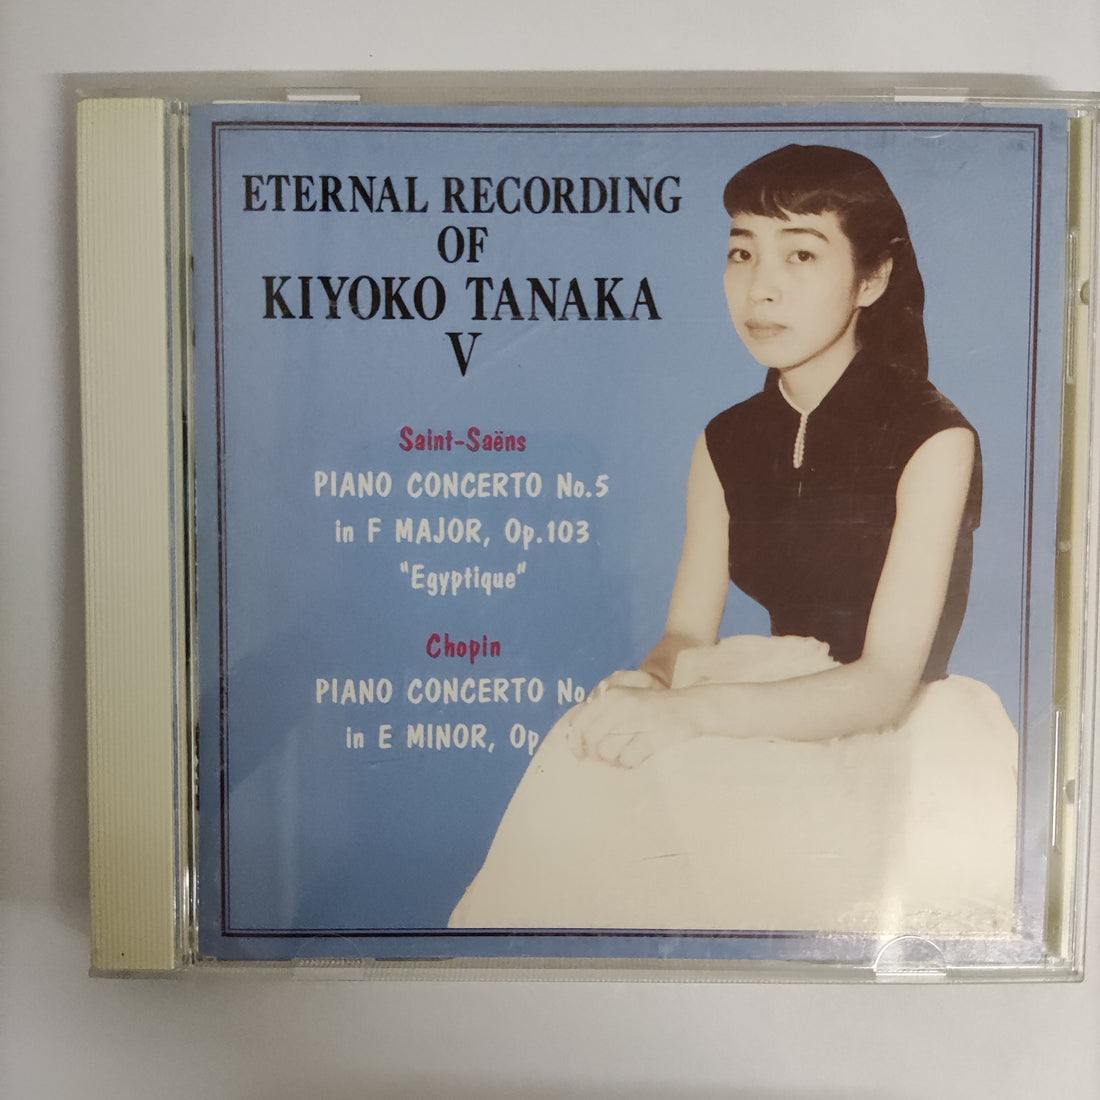 ETERNAL RECORDING
OF
KIYOKO TANAKA
V
Saint-Saëns
PIANO CONCERTO No.5
in F MAJOR, Op.103
"Egyptique"
Chopin
PIANO CONCERTO No.
in E MINOR, Op